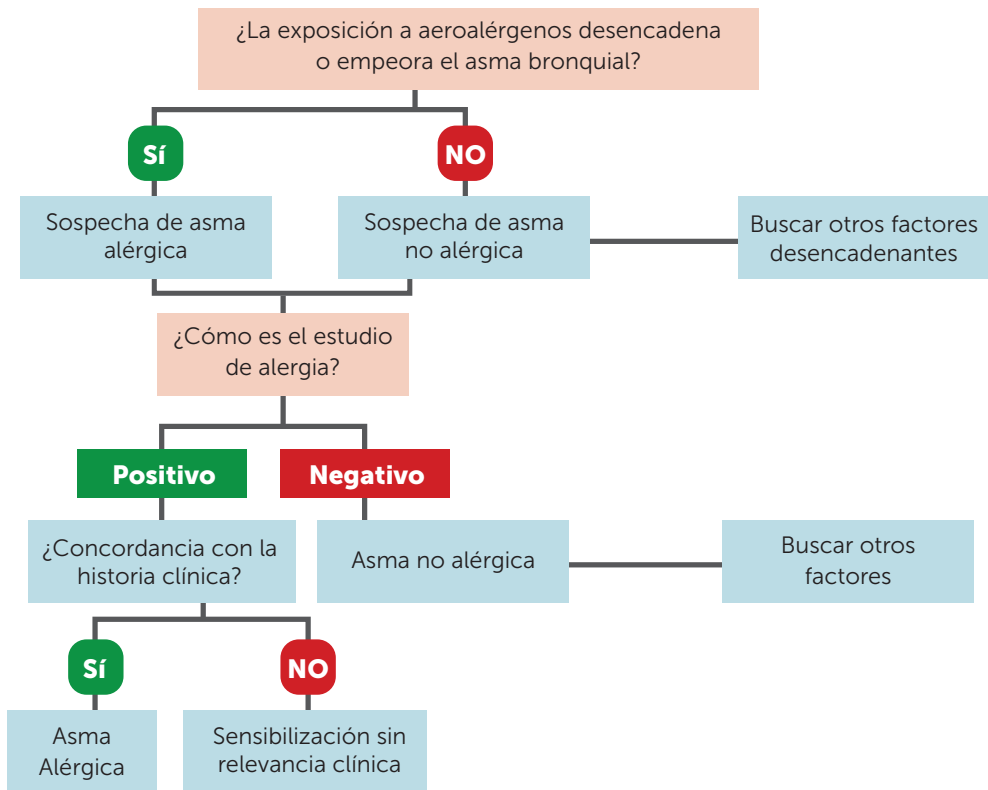 ¿La exposición a aeroalérgenos desencadena
o empeora el asma bronquial?
Sí
NO
Sospecha de asma
alérgica
Sospecha de asma
no alérgica
Buscar otros factores
desencadenantes
¿Cómo es el estudio
de alergia?
Positivo
Negativo
¿Concordancia con la
historia clínica?
Asma no alérgica
Buscar otros
factores
Sí
NO
Asma
Alérgica
Sensibilización sin
relevancia clínica